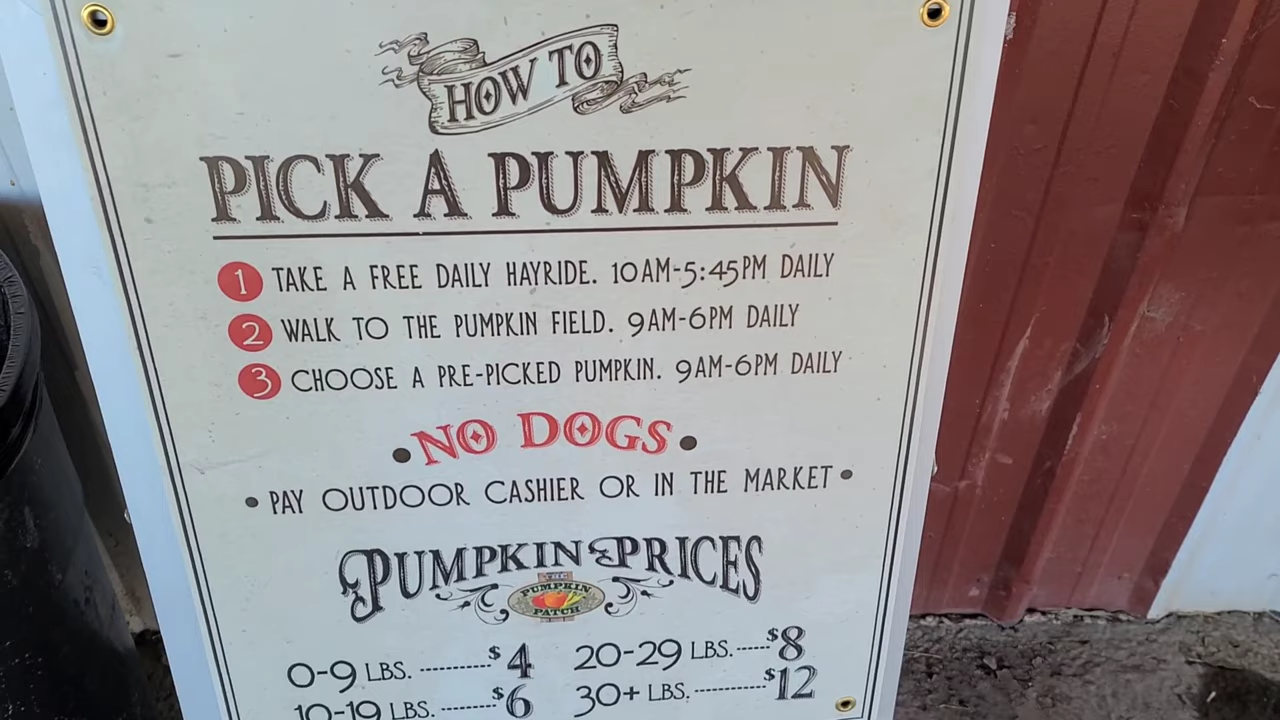 HOW TO
PICK A PUMPKIN
1 TAKE A FREE DAILY HAYRIDE. 10AM-5:45PM DAILY
2 WALK TO THE PUMPKIN FIELD. 9AM-6PM DAILY
3 CHOOSE A PRE-PICKED PUMPKIN. 9AM-6PM DAILY
• NO DOGS •
• PAY OUTDOOR CASHIER OR IN THE MARKET •
PUMPKIN PRICES
THE
PUMPKIN
PATCH
0-9 LBS. ----------$4 20-29 LBS.-----$8
10-19 LBS. --------$6 30+ LBS. -----------$12